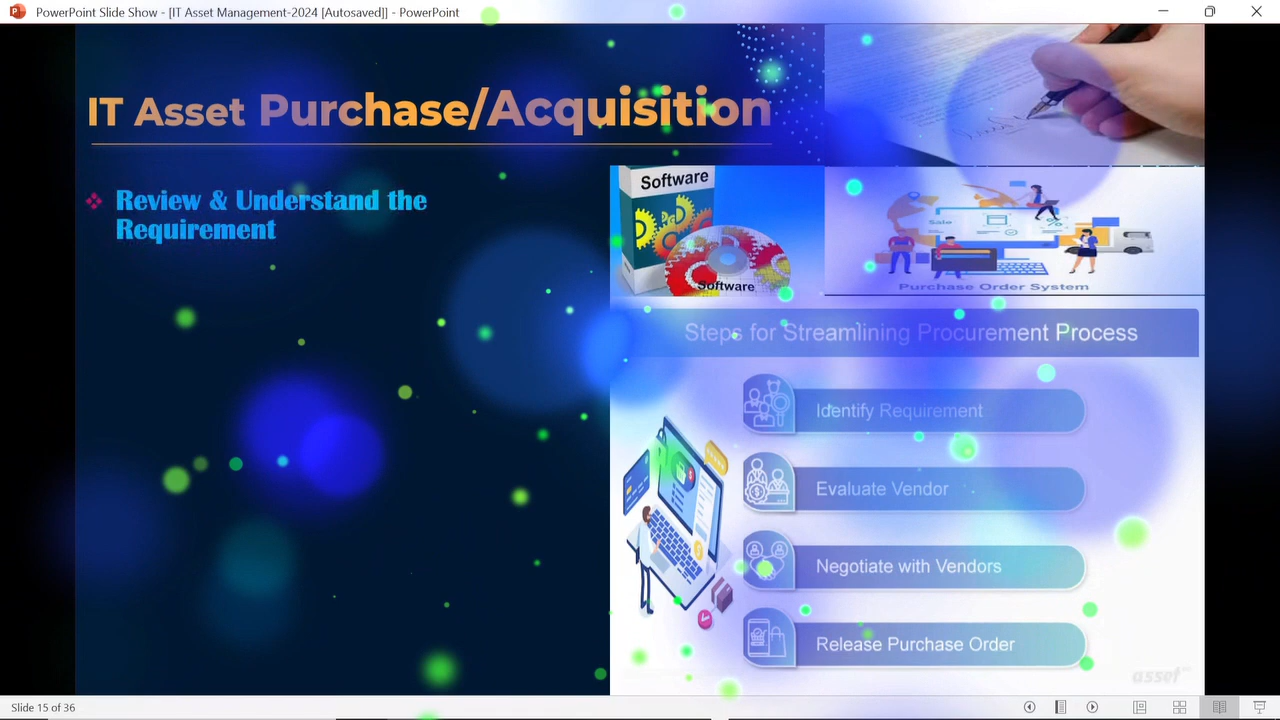 PowerPoint Slide Show - [IT Asset Management-2024 [Autosaved]] - PowerPoint
IT Asset Purchase/Acquisition
❖ Review & Understand the
Requirement
Software
Software
Sale
Purchase Order System
Steps for Streamlining Procurement Process
Identify Requirement
Evaluate Vendor
Negotiate with Vendors
Release Purchase Order
asset
Slide 15 of 36